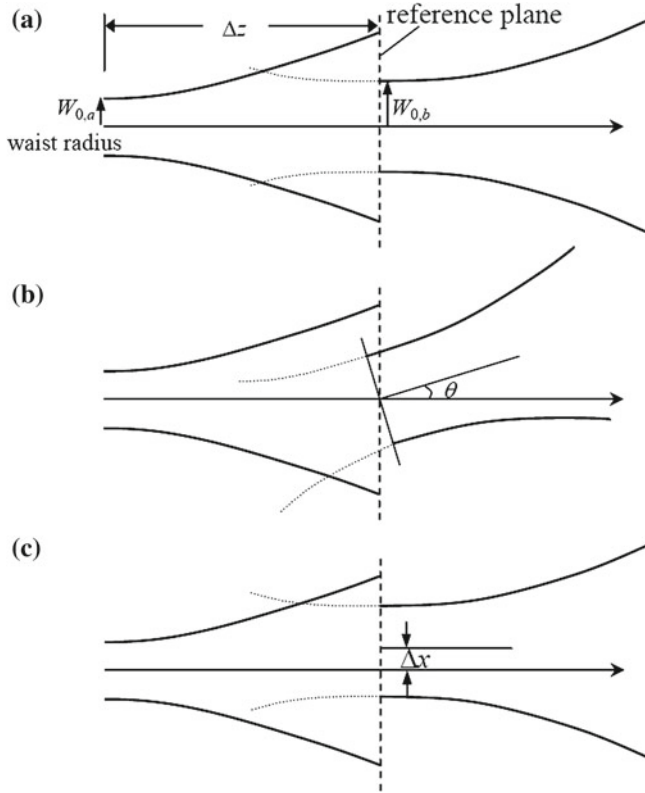 (a)
Δz
reference plane
W0,a
W0,b
waist radius
(b)
θ
(c)
Δx